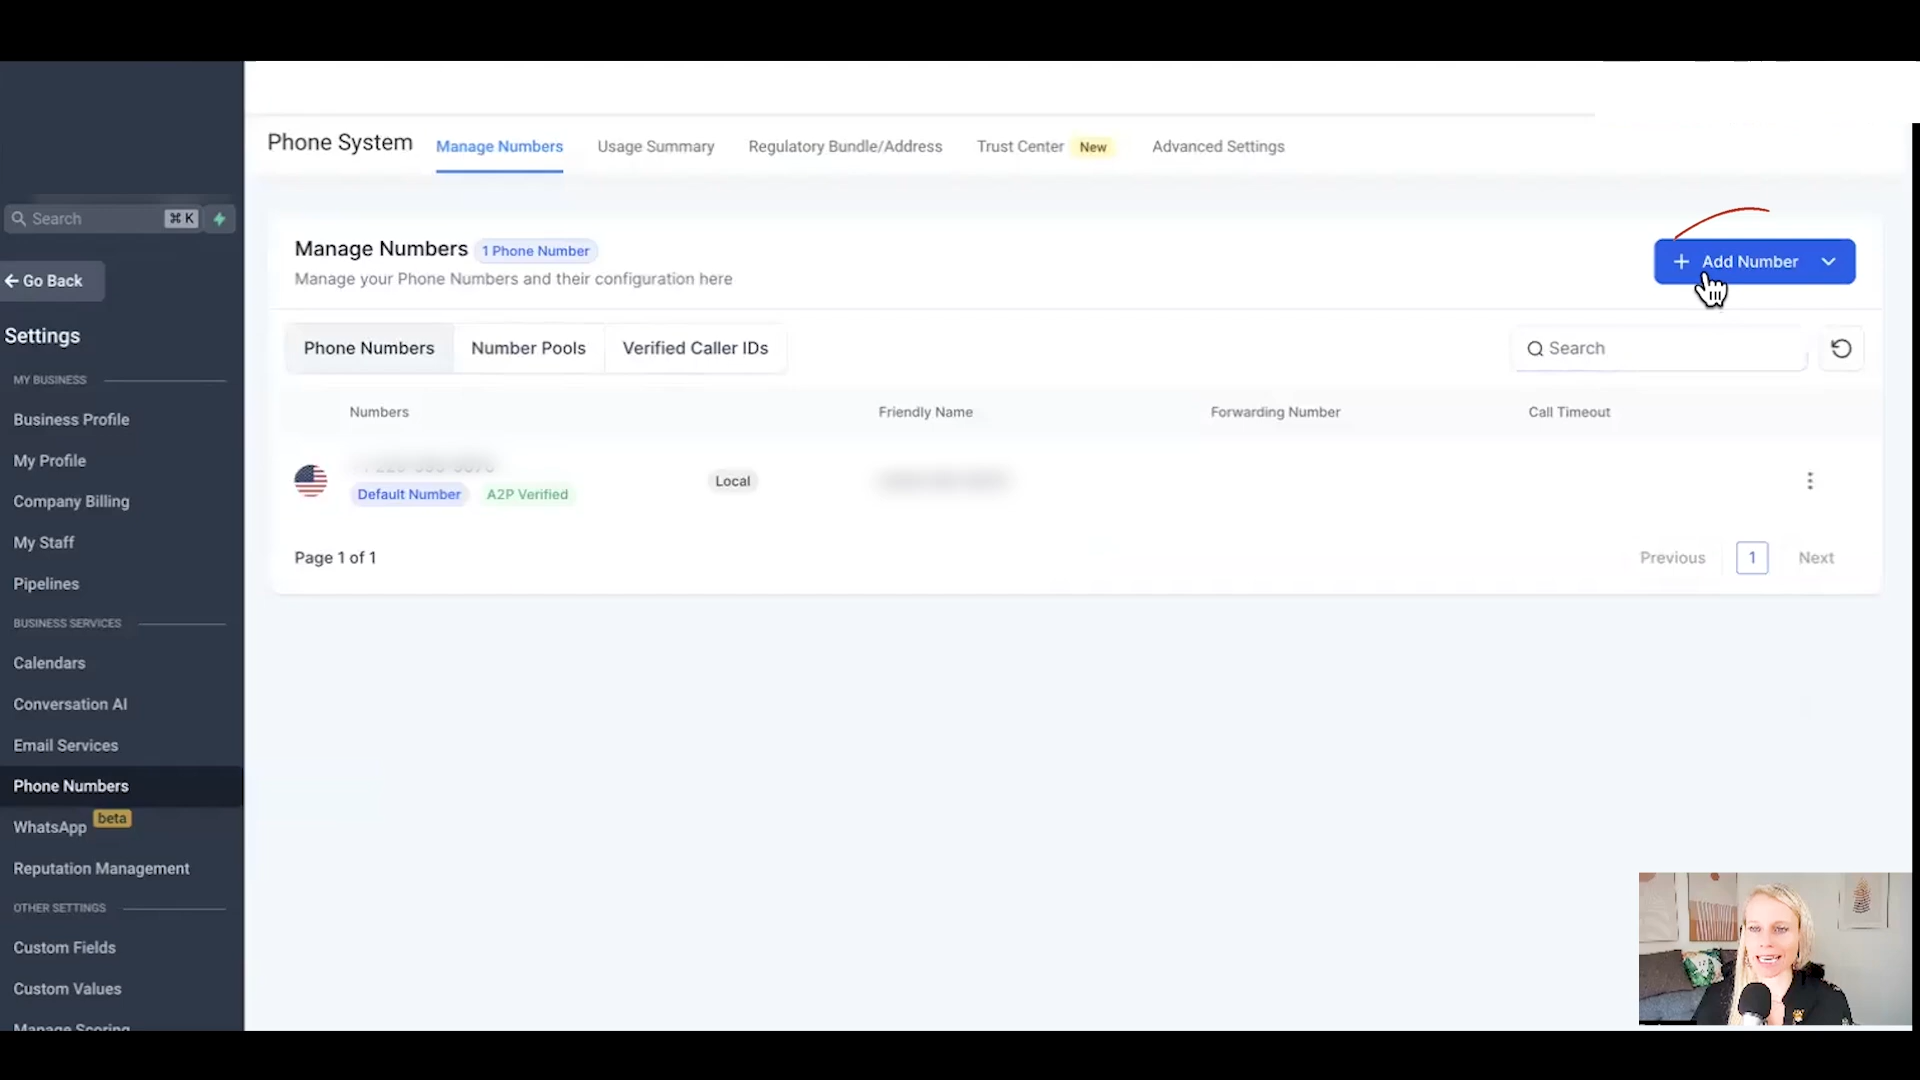 Phone System
Manage Numbers
Usage Summary
Regulatory Bundle/Address
Trust Center New
Advanced Settings
Search ⌘ K
Go Back
Settings
MY BUSINESS
Business Profile
My Profile
Company Billing
My Staff
Pipelines
BUSINESS SERVICES
Calendars
Conversation AI
Email Services
Phone Numbers
WhatsApp beta
Reputation Management
OTHER SETTINGS
Custom Fields
Custom Values
Manage Scoring
Manage Numbers 1 Phone Number
Manage your Phone Numbers and their configuration here
+ Add Number
Phone Numbers
Number Pools
Verified Caller IDs
Search
Numbers
Friendly Name
Forwarding Number
Call Timeout
Default Number
A2P Verified
Local
Page 1 of 1
Previous
1
Next